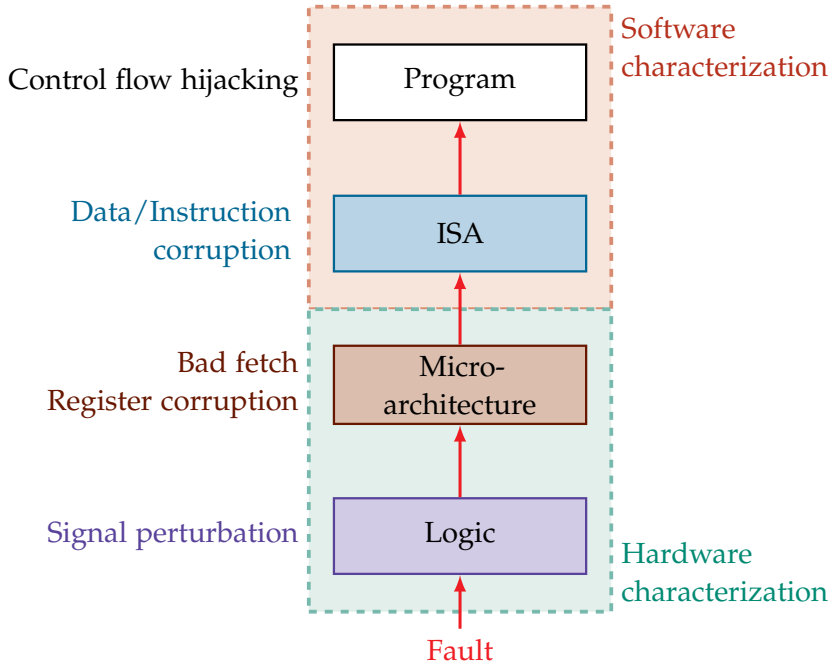 Software
characterization
Control flow hijacking
Program
Data/Instruction
corruption
ISA
Bad fetch
Register corruption
Micro-
architecture
Signal perturbation
Logic
Hardware
characterization
Fault